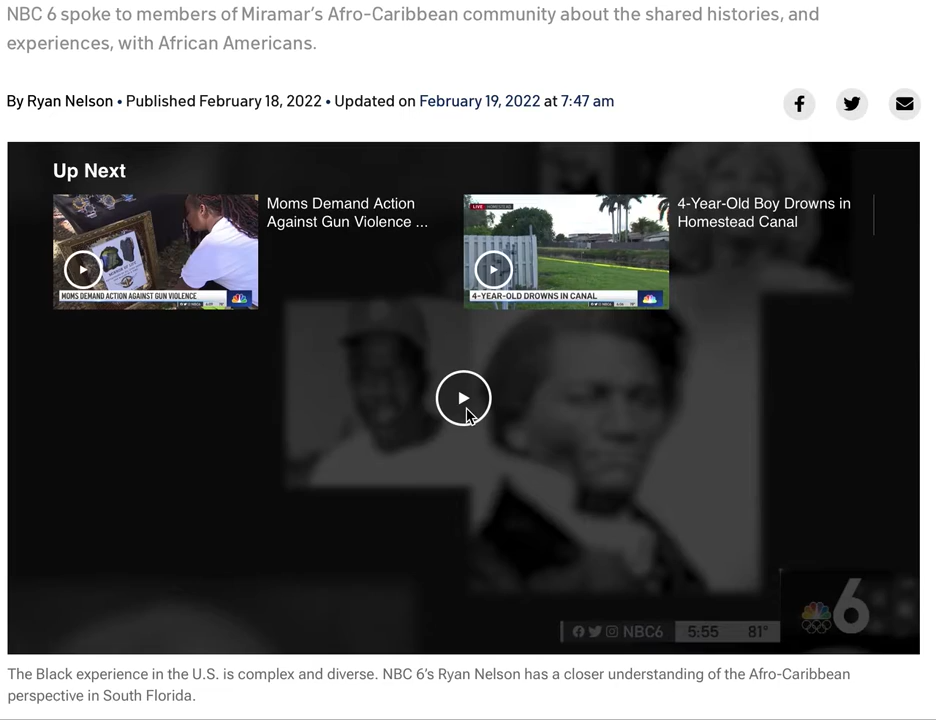 NBC 6 spoke to members of Miramar's Afro-Caribbean community about the shared histories, and
experiences, with African Americans.
By Ryan Nelson • Published February 18, 2022 • Updated on February 19, 2022 at 7:47 am
Up Next
Moms Demand Action
Against Gun Violence ...
MOMS DEMAND ACTION AGAINST GUN VIOLENCE
4-Year-Old Boy Drowns in
Homestead Canal
LIVE HOMESTEAD
4-YEAR-OLD DROWNS IN CANAL
6
NBC6 5:55 81°
The Black experience in the U.S. is complex and diverse. NBC 6's Ryan Nelson has a closer understanding of the Afro-Caribbean
perspective in South Florida.